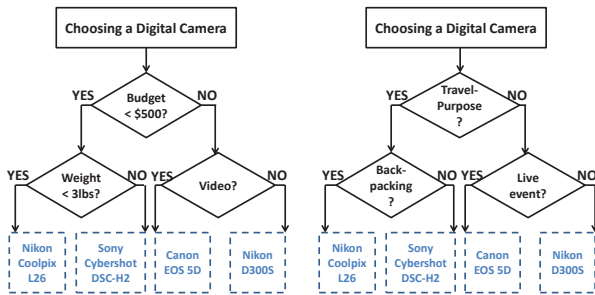 Choosing a Digital Camera
YES
Budget
< $500?
NO
YES
Weight
< 3lbs?
NO
YES
Video?
NO
Nikon
Coolpix
L26
Sony
Cybershot
DSC-H2
Canon
EOS 5D
Nikon
D300S
Choosing a Digital Camera
YES
Travel-
Purpose
?
NO
YES
Back-
packing
?
NO
YES
Live
event?
NO
Nikon
Coolpix
L26
Sony
Cybershot
DSC-H2
Canon
EOS 5D
Nikon
D300S